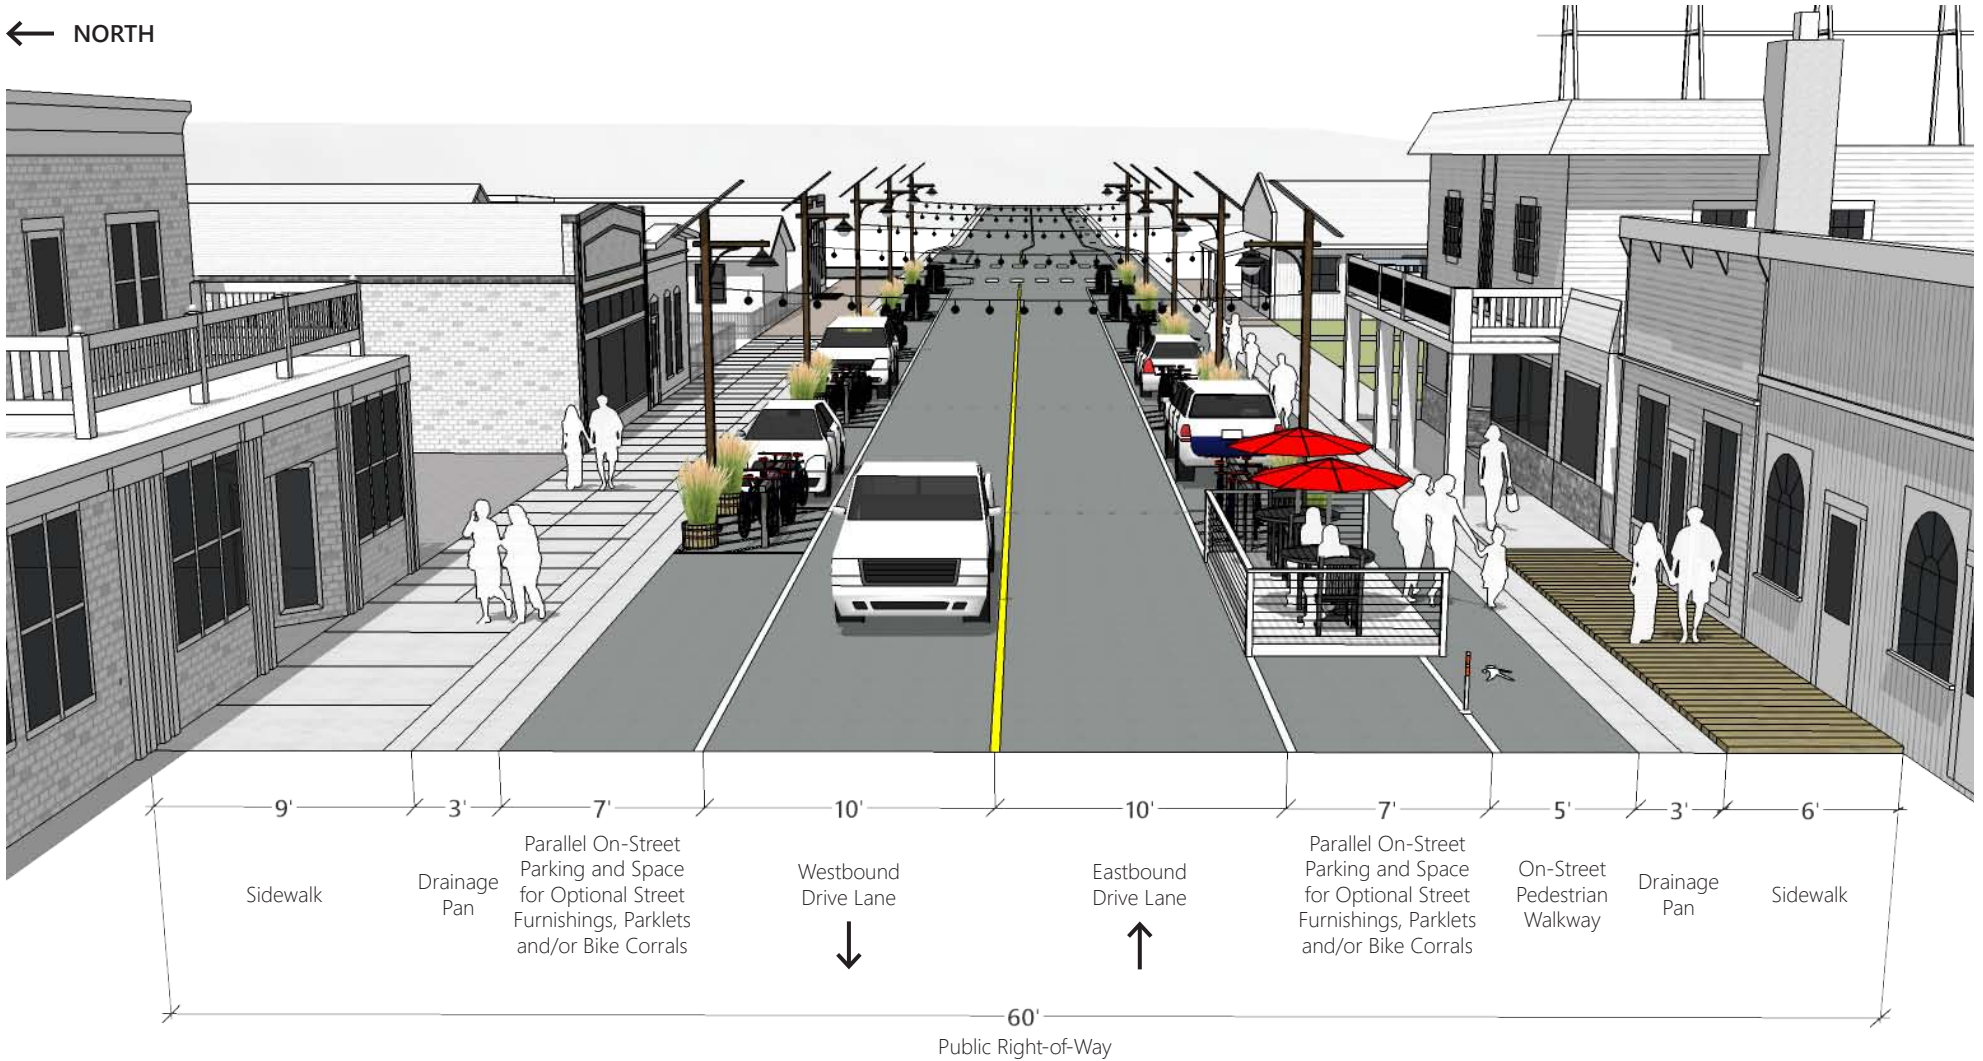 NORTH
9'
3'
7'
10'
10'
7'
5'
3'
6'
Sidewalk
Drainage
Pan
Parallel On-Street
Parking and Space
for Optional Street
Furnishings, Parklets
and/or Bike Corrals
Westbound
Drive Lane
Eastbound
Drive Lane
Parallel On-Street
Parking and Space
for Optional Street
Furnishings, Parklets
and/or Bike Corrals
On-Street
Pedestrian
Walkway
Drainage
Pan
Sidewalk
60'
Public Right-of-Way